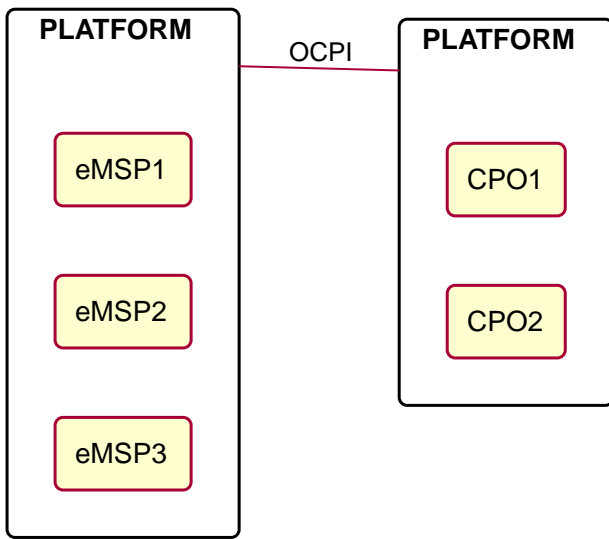 PLATFORM
OCPI
PLATFORM
eMSP1
CPO1
eMSP2
CPO2
eMSP3